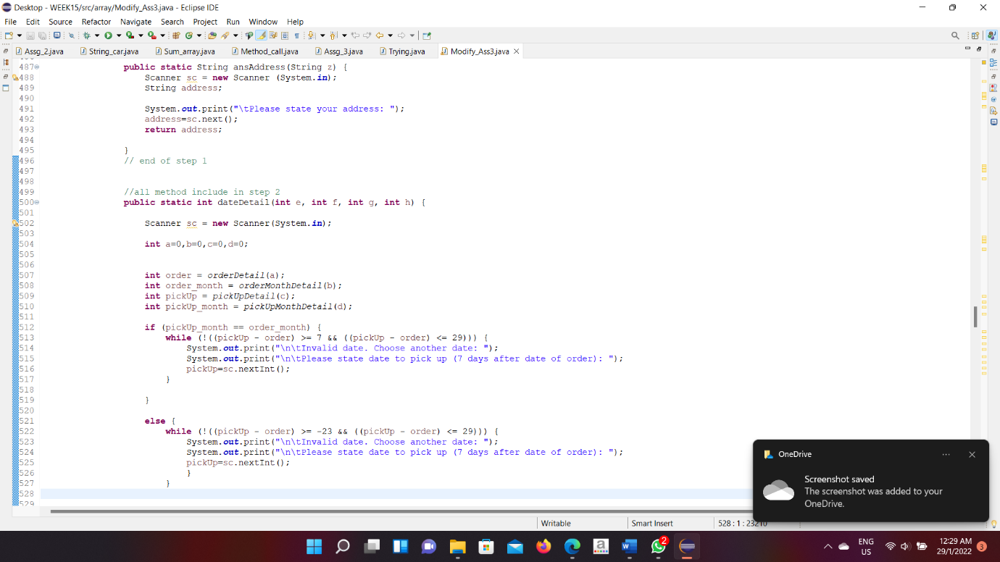 Desktop - WEEK15/src/array/Modify_Ass3.java - Eclipse IDE
File Edit Source Refactor Navigate Search Project Run Window Help
Assg_2.java String_car.java Sum_array.java Method_call.java Assg_3.java Trying.java Modify_Ass3.java
487 public static String ansAddress(String z) {
488 Scanner sc = new Scanner (System.in);
489 String address;
490
491 System.out.print("\tPlease state your address: ");
492 address=sc.next();
493 return address;
494
495 }
496 // end of step 1
497
498
499 //all method include in step 2
500 public static int dateDetail(int e, int f, int g, int h) {
501
502 Scanner sc = new Scanner(System.in);
503
504 int a=0,b=0,c=0,d=0;
505
506
507 int order = orderDetail(a);
508 int order_month = orderMonthDetail(b);
509 int pickUp = pickUpDetail(c);
510 int pickUp_month = pickUpMonthDetail(d);
511
512 if (pickUp_month == order_month) {
513 while (!((pickUp - order) >= 7 && ((pickUp - order) <= 29))) {
514 System.out.print("\n\tInvalid date. Choose another date: ");
515 System.out.print("\n\tPlease state date to pick up (7 days after date of order): ");
516 pickUp=sc.nextInt();
517 }
518
519 }
520
521 else {
522 while (!((pickUp - order) >= -23 && ((pickUp - order) <= 29))) {
523 System.out.print("\n\tInvalid date. Choose another date: ");
524 System.out.print("\n\tPlease state date to pick up (7 days after date of order): ");
525 pickUp=sc.nextInt();
526 }
527 }
528
529
OneDrive
Screenshot saved
The screenshot was added to your
OneDrive.
Writable Smart Insert 528 : 1 : 23210
2
ENG
US
12:29 AM
29/1/2022
3